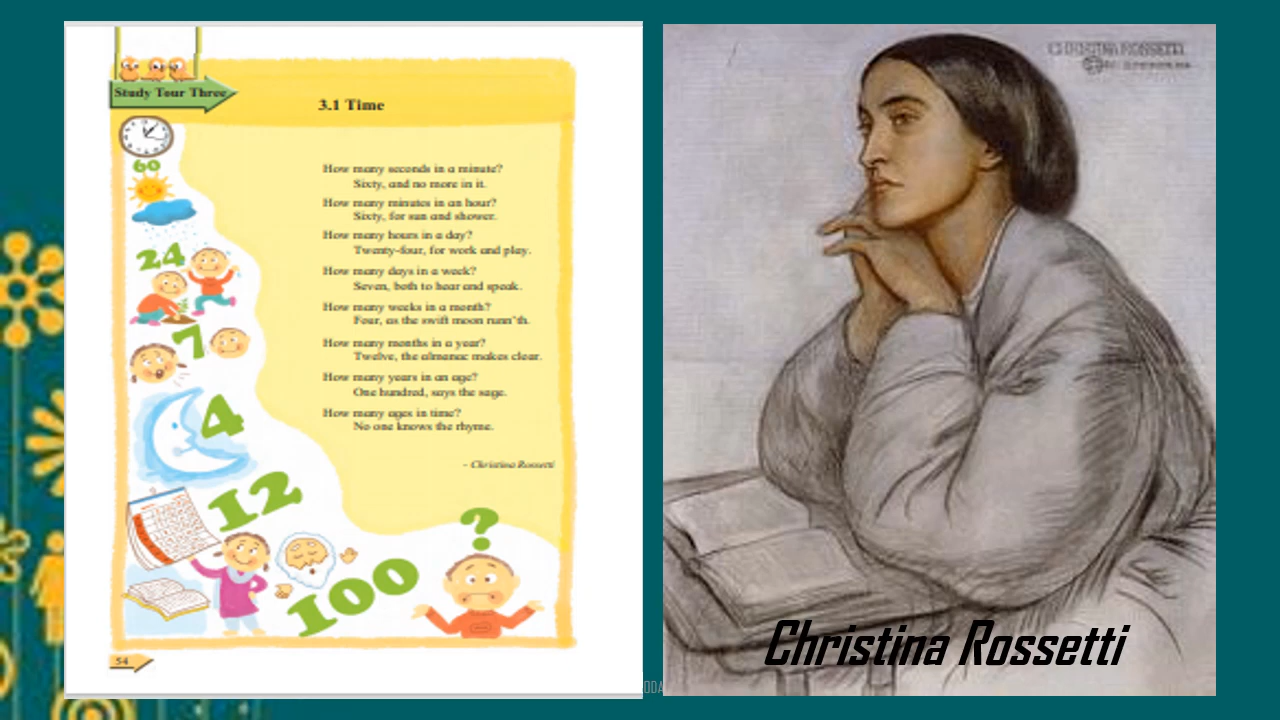 Study Tour Three
3.1 Time
60
24
7
4
12
100
?
How many seconds in a minute?
Sixty, and no more in it.
How many minutes in an hour?
Sixty, for sun and shower.
How many hours in a day?
Twenty-four, for work and play.
How many days in a week?
Seven, both to hear and speak.
How many weeks in a month?
Four, as the swift moon runn'th.
How many months in a year?
Twelve, the almanac makes clear.
How many years in an age?
One hundred, says the sage.
How many ages in time?
No one knows the rhyme.
- Christina Rossetti
54
CHRISTINA ROSSETTI
Christina Rossetti